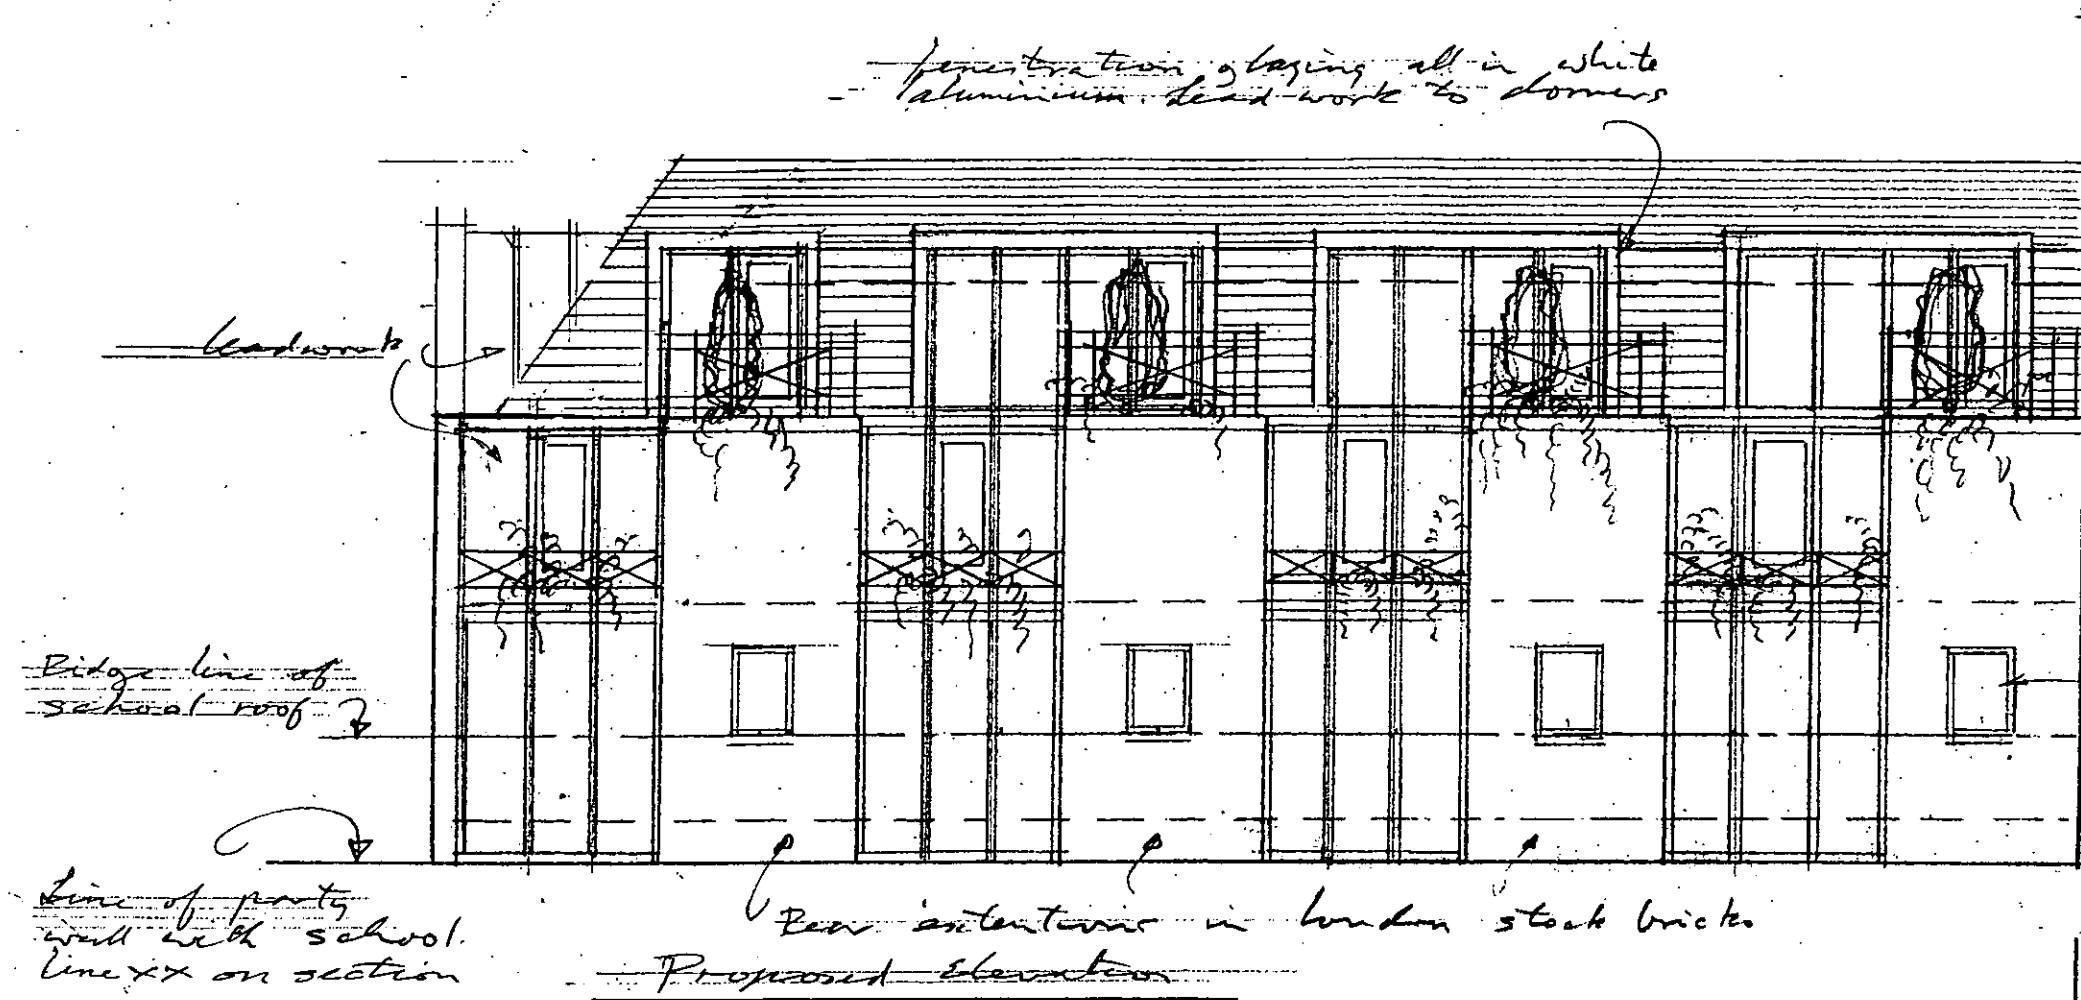 fenestration glazing all in white
aluminium. Lead work to dormers
leadwork
Ridge line of
school roof
Line of party
wall with school.
line xx on section
Rear extentions in london stock bricks
Proposed Elevation